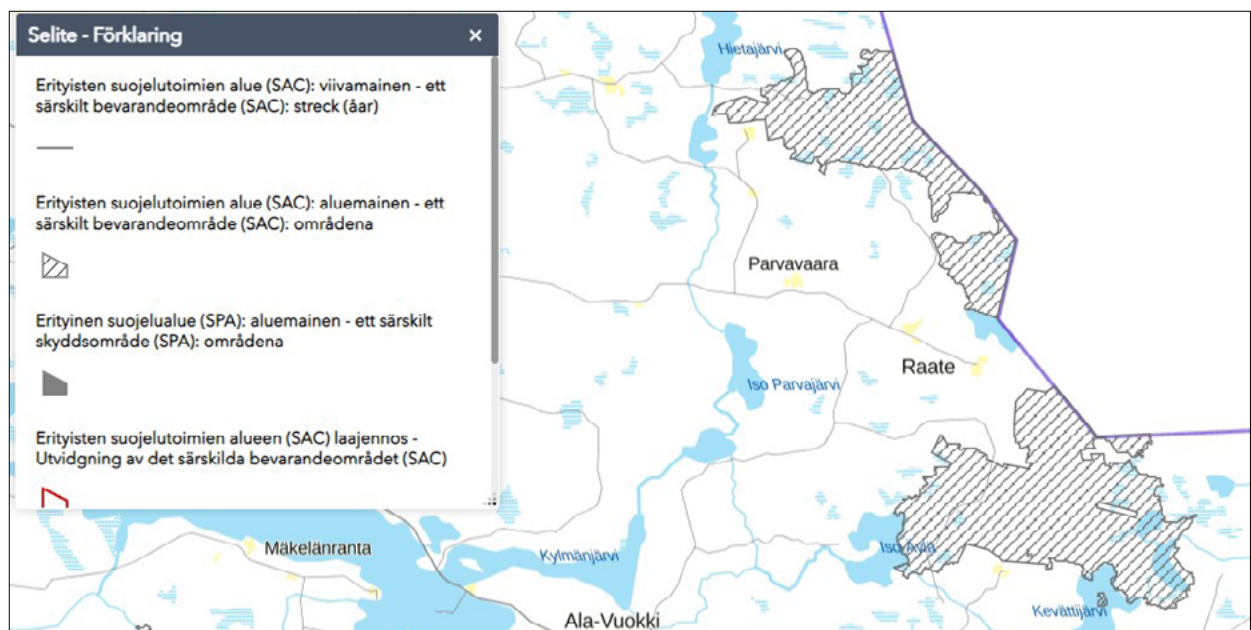 Selite - Förklaring
×
Erityisten suojelutoimien alue (SAC): viivamainen - ett
särskilt bevarandeområde (SAC): streck (åar)
Erityisten suojelutoimien alue (SAC): aluemainen - ett
särskilt bevarandeområde (SAC): områdena
Erityinen suojelualue (SPA): aluemainen - ett särskilt
skyddsområde (SPA): områdena
Erityisten suojelutoimien alueen (SAC) laajennos -
Utvidgning av det särskilda bevarandeområdet (SAC)
Hietajärvi
Parvavaara
Raate
Iso Parvajärvi
Mäkelänranta
Kylmänjärvi
Iso Äylä
Kevättijärvi
Ala-Vuokki